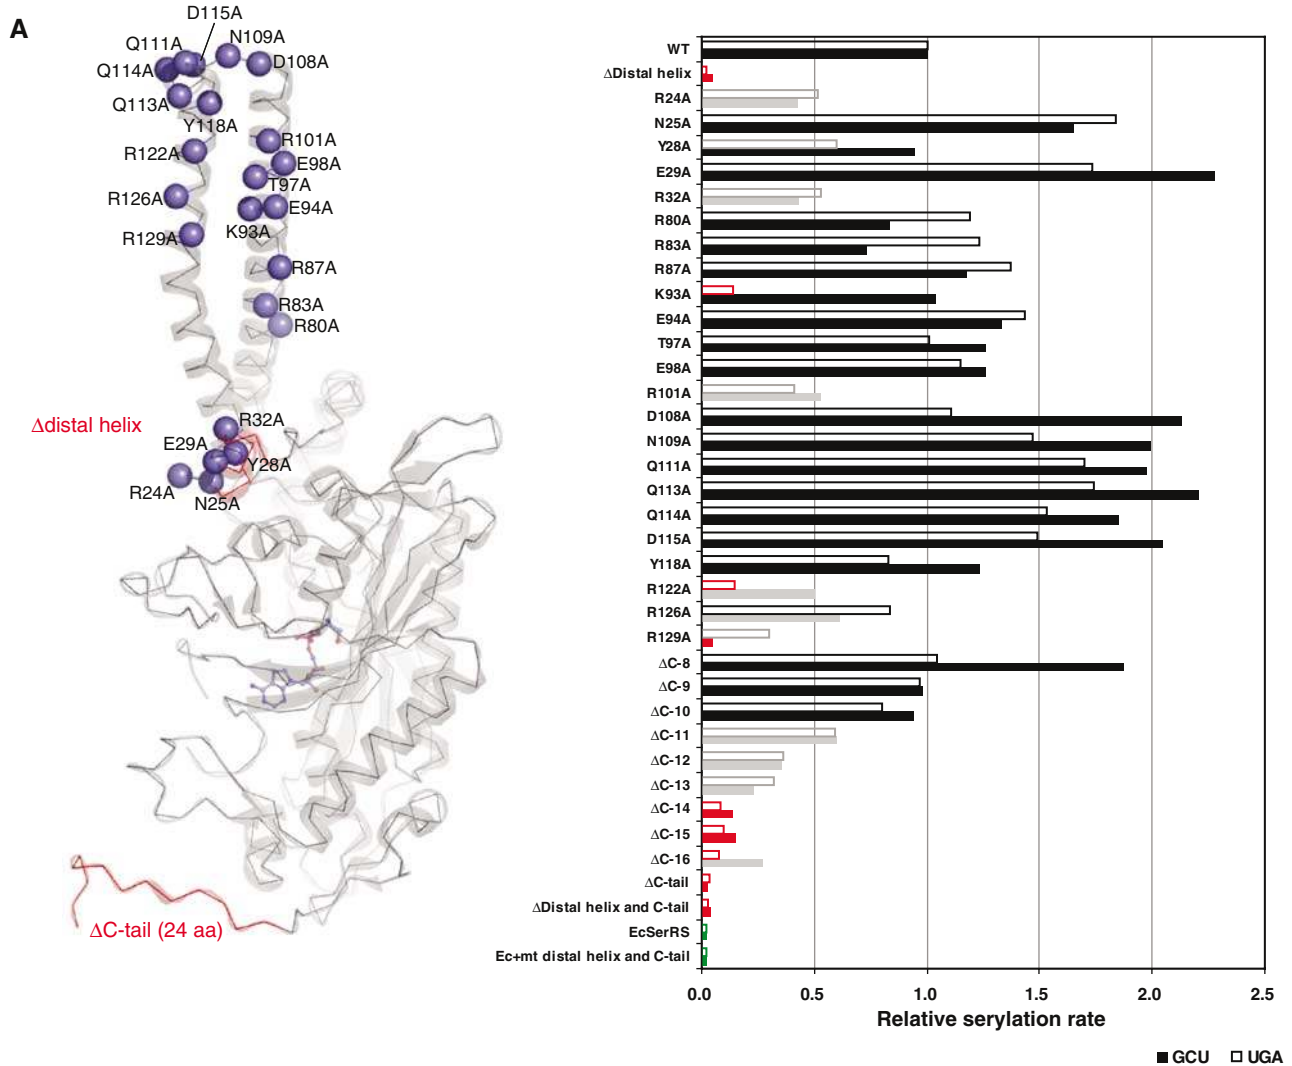 A
D115A
Q111A
N109A
Q114A
D108A
Q113A
Y118A
R122A
R101A
E98A
T97A
R126A
E94A
K93A
R129A
R87A
R83A
R80A
Δdistal helix
R32A
E29A
Y28A
R24A
N25A
ΔC-tail (24 aa)
WT
ΔDistal helix
R24A
N25A
Y28A
E29A
R32A
R80A
R83A
R87A
K93A
E94A
T97A
E98A
R101A
D108A
N109A
Q111A
Q113A
Q114A
D115A
Y118A
R122A
R126A
R129A
ΔC-8
ΔC-9
ΔC-10
ΔC-11
ΔC-12
ΔC-13
ΔC-14
ΔC-15
ΔC-16
ΔC-tail
ΔDistal helix and C-tail
EcSerRS
Ec+mt distal helix and C-tail
0.0 0.5 1.0 1.5 2.0 2.5
Relative serylation rate
GCU UGA